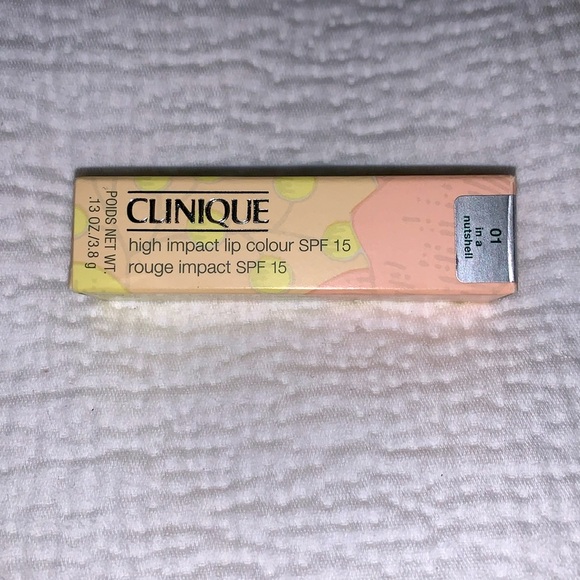 POIDS NET WT.
.13 OZ/3.8 g
CLINIQUE
high impact lip colour SPF 15
rouge impact SPF 15
01
in a
nutshell